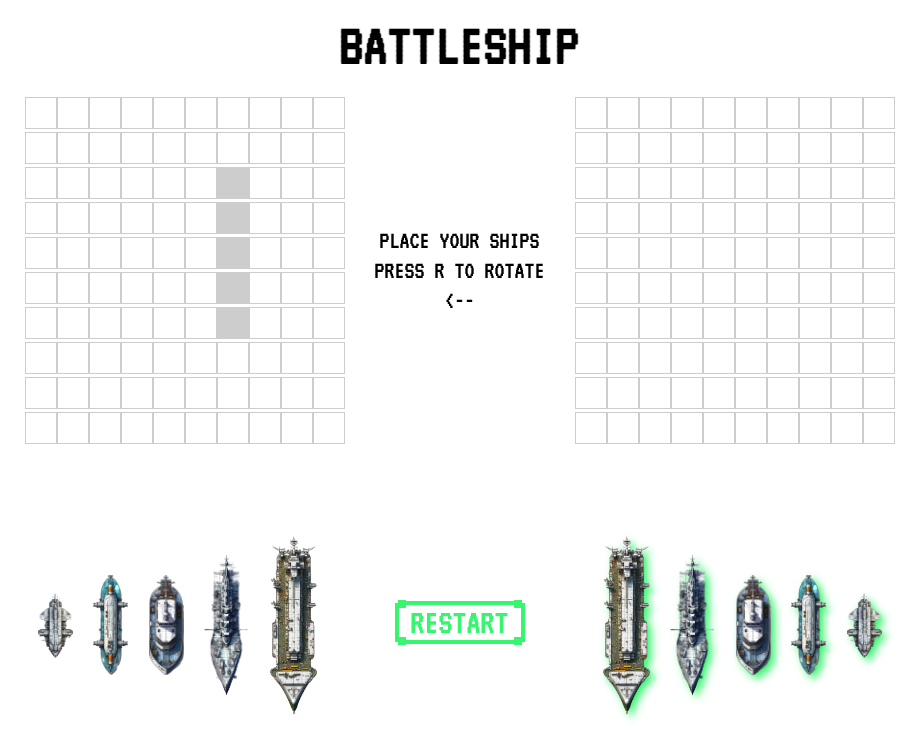 BATTLESHIP
PLACE YOUR SHIPS
PRESS R TO ROTATE
<--
RESTART